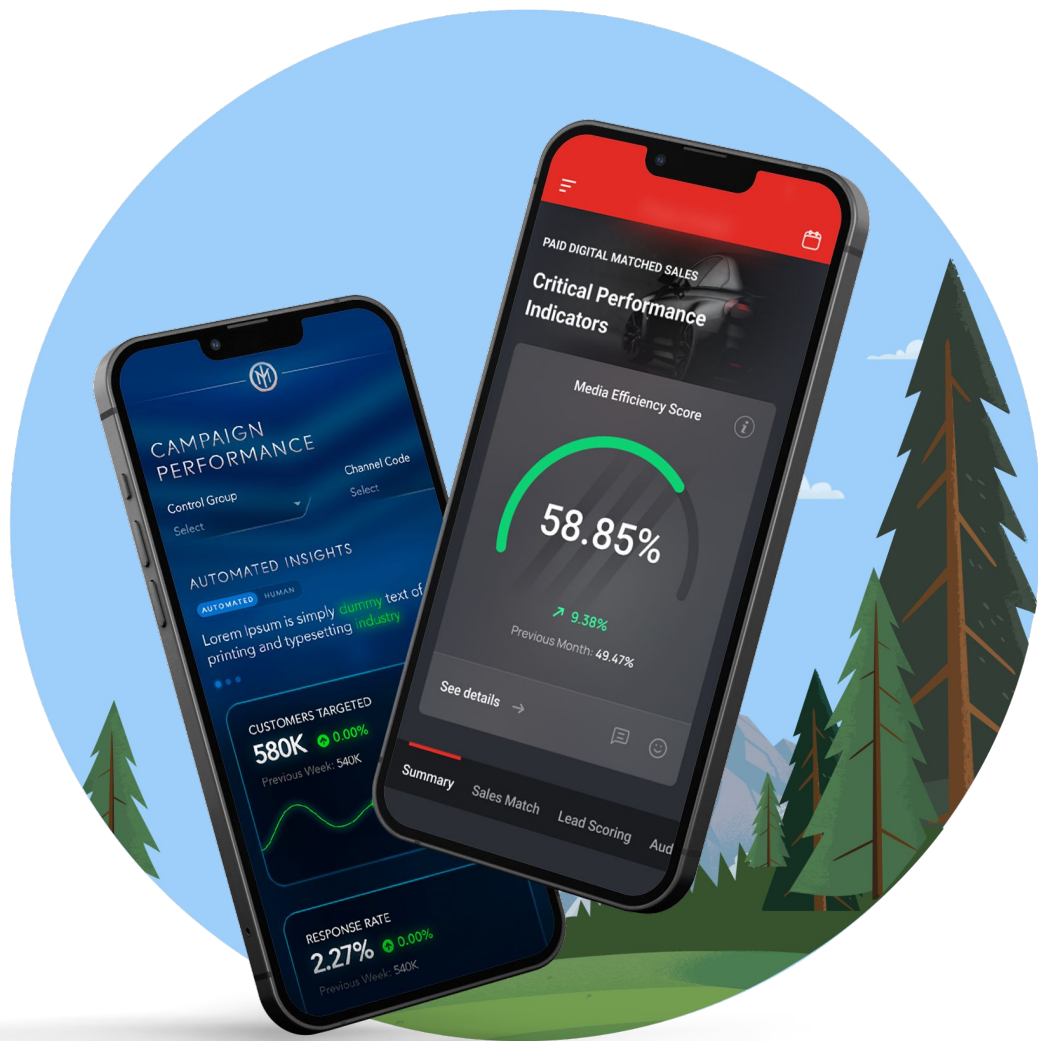 CAMPAIGN
PERFORMANCE
Control Group
Channel Code
Select
Select
AUTOMATED INSIGHTS
AUTOMATED
HUMAN
Lorem Ipsum is simply dummy text of
printing and typesetting industry
CUSTOMERS TARGETED
580K 0.00%
Previous Week: 540K
RESPONSE RATE
2.27% 0.00%
Previous Week: 540K
PAID DIGITAL MATCHED SALES
Critical Performance
Indicators
Media Efficiency Score
i
58.85%
9.38%
Previous Month: 49.47%
See details
Summary
Sales Match
Lead Scoring
Aud